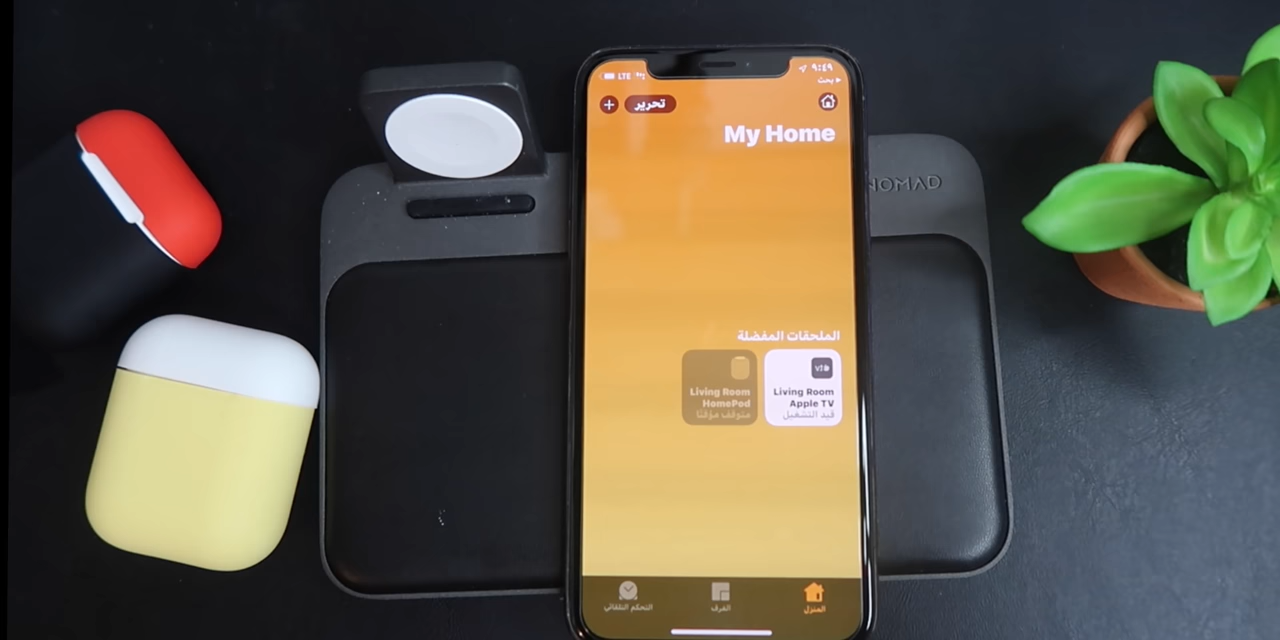 ٩:٤٩
LTE
بحث
تحرير
My Home
NOMAD
الملحقات المفضلة
Living Room
Apple TV
قيد التشغيل
Living Room
HomePod
متوقف مؤقتًا
المنزل
الغرف
التحكم التلقائي